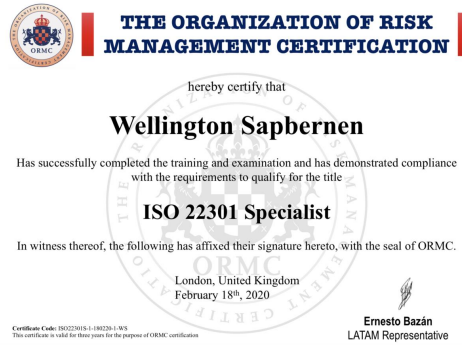 THE ORGANIZATION OF RISK
MANAGEMENT CERTIFICATION
ORMC
hereby certify that
Wellington Sapbernen
Has successfully completed the training and examination and has demonstrated compliance
with the requirements to qualify for the title
ISO 22301 Specialist
In witness thereof, the following has affixed their signature hereto, with the seal of ORMC.
ORMC
London, United Kingdom
February 18th, 2020
Ernesto Bazán
LATAM Representative
Certificate Code: ISO22301S-1-180220-1-WS
This certificate is valid for three years for the purpose of ORMC certification